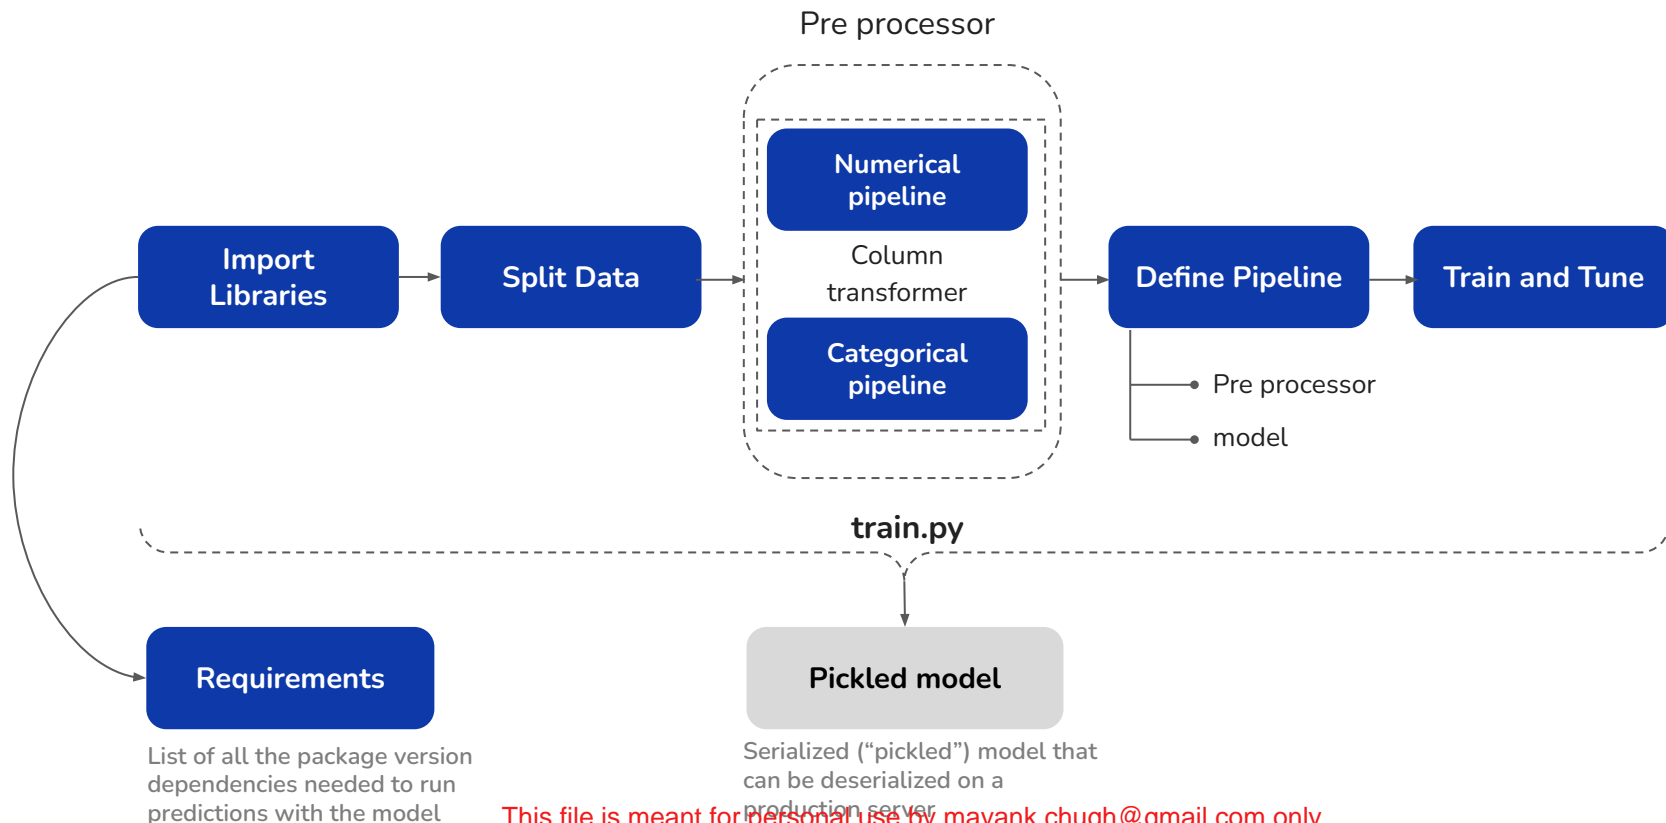 Pre processor
Numerical
pipeline
Import
Libraries
Split Data
Column
transformer
Define Pipeline
Train and Tune
Categorical
pipeline
Pre processor
model
train.py
Requirements
Pickled model
List of all the package version
dependencies needed to run
predictions with the model
Serialized (“pickled”) model that
can be deserialized on a
production server
This file is meant for personal use by mayank.chugh@gmail.com only.